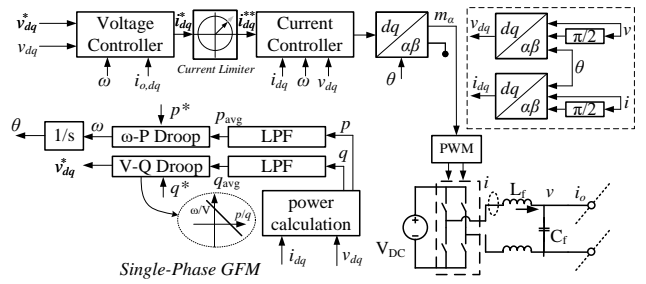 v*dq
vdq
Voltage Controller
ω
io,dq
i*dq
Current Limiter
i**dq
Current Controller
idq
ω
vdq
dq
αβ
θ
mα
vdq
dq
αβ
v
π/2
θ
idq
dq
αβ
i
π/2
PWM
θ
1/s
ω
p*
ω-P Droop
pavg
LPF
p
v*dq
V-Q Droop
q*
qavg
LPF
q
ω/V
p/q
power calculation
idq
vdq
VDC
i
Lf
v
io
Cf
Single-Phase GFM